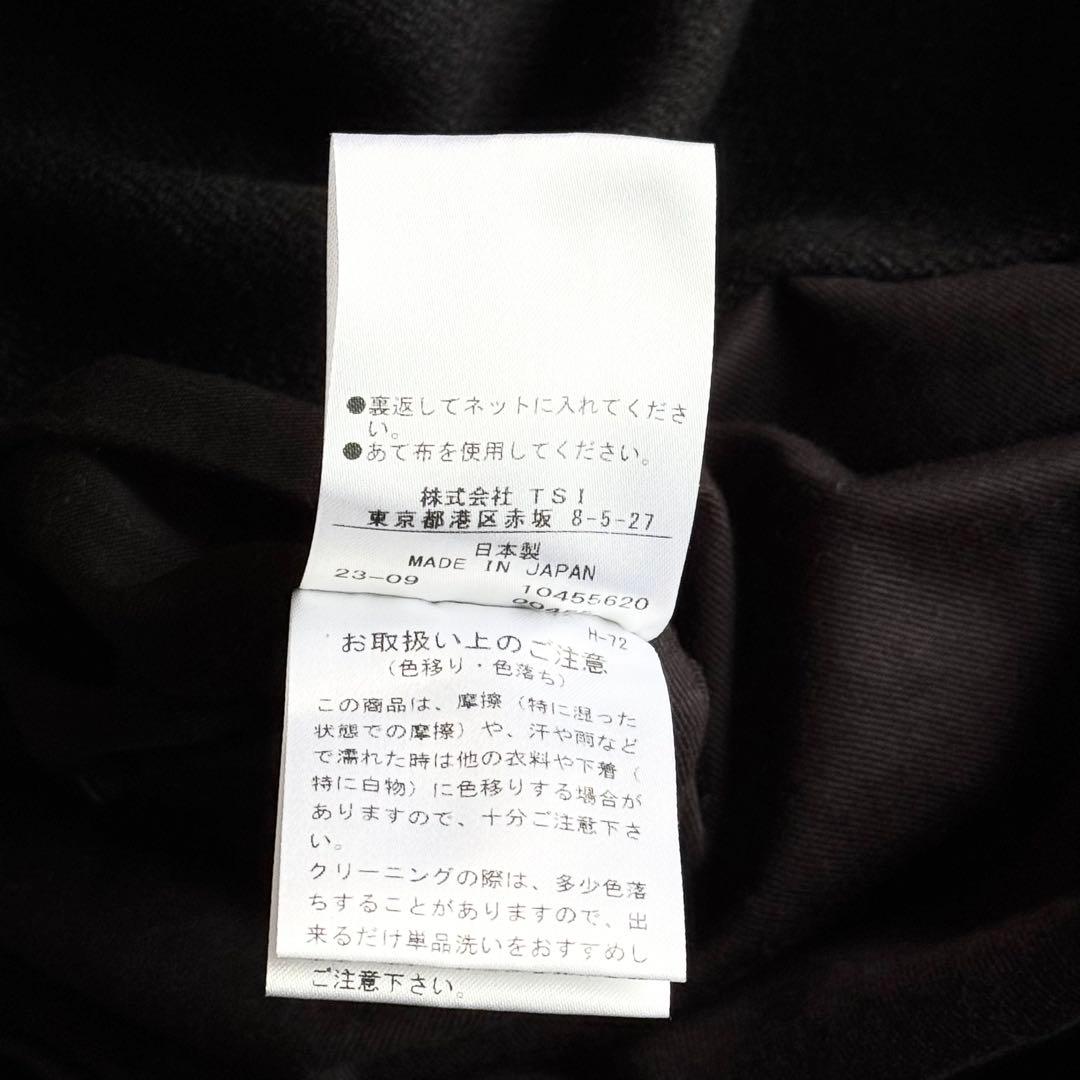 ●裏返してネットに入れてくださ
い。
●あて布を使用してください。
株式会社 TSI
東京都港区赤坂 8-5-27
日本製
MADE IN JAPAN
23-09 10455620
H-72
お取扱い上のご注意
(色移り・色落ち)
この商品は、摩擦(特に湿った
状態での摩擦)や、汗や雨など
で濡れた時は他の衣料や下着(
特に白物)に色移りする場合が
ありますので、十分ご注意下さ
い。
クリーニングの際は、多少色落
ちすることがありますので、出
来るだけ単品洗いをおすすめし
ご注意下さい。